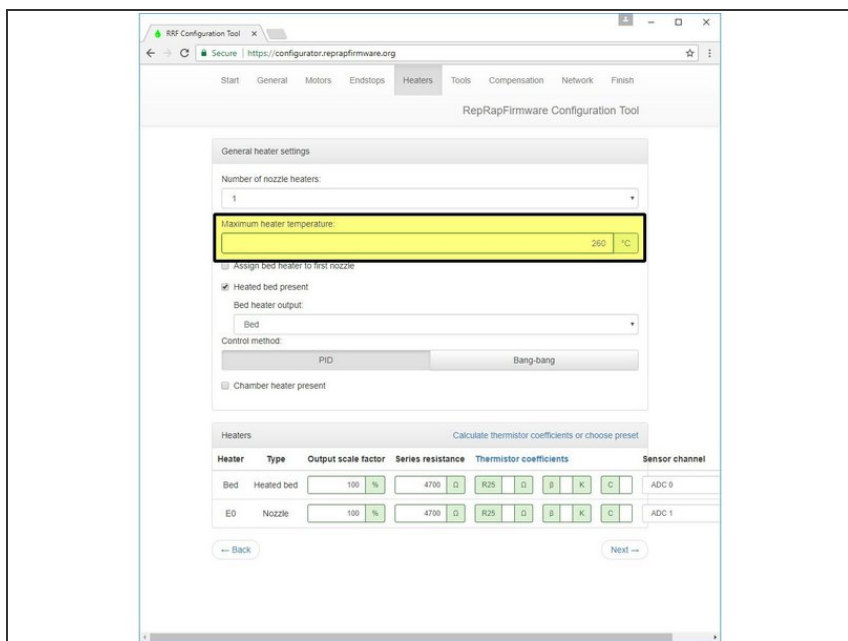 RRF Configuration Tool
Secure | https://configurator.reprapfirmware.org
Start General Motors Endstops Heaters Tools Compensation Network Finish
RepRapFirmware Configuration Tool
General heater settings
Number of nozzle heaters:
1
Maximum heater temperature:
260 °C
Assign bed heater to first nozzle
Heated bed present
Bed heater output:
Bed
Control method:
PID Bang-bang
Chamber heater present
Heaters Calculate thermistor coefficients or choose preset
Heater Type Output scale factor Series resistance Thermistor coefficients Sensor channel
Bed Heated bed 100 % 4700 Ω R25 Ω β K C ADC 0
E0 Nozzle 100 % 4700 Ω R25 Ω β K C ADC 1
← Back Next →